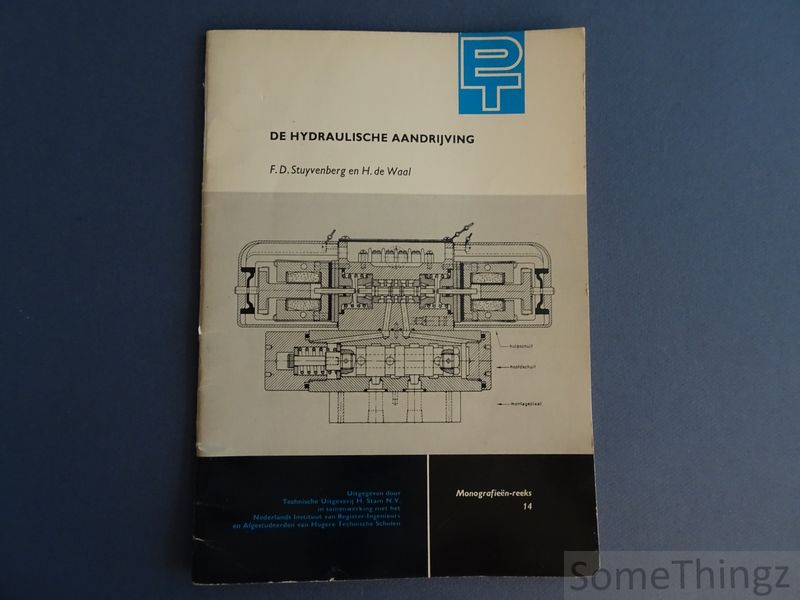 PT
DE HYDRAULISCHE AANDRIJVING
F. D. Stuyvenberg en H. de Waal
hulpschuif
hoofdschuif
montageplaat
Uitgegeven door
Technische Uitgeverij H. Stam N.V.
in samenwerking met het
Nederlands Instituut van Register-Ingenieurs
en Afgestudeerden van Hogere Technische Scholen
Monografieën-reeks
14
SomeThingz